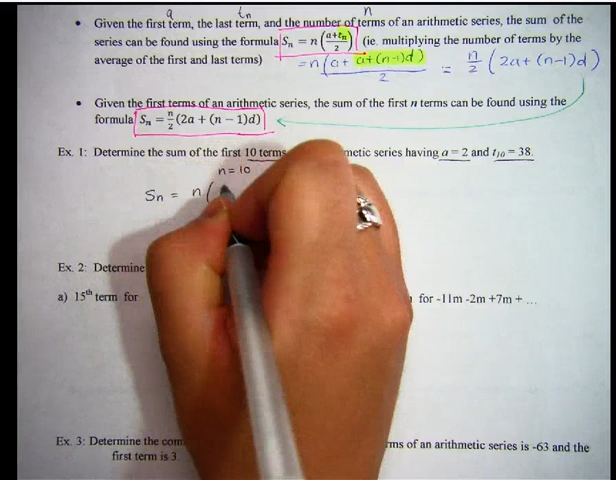 a tn n
• Given the first term, the last term, and the number of terms of an arithmetic series, the sum of the
series can be found using the formula Sₙ = n((a+tₙ)/2) (ie. multiplying the number of terms by the
average of the first and last terms) = n(a + a+(n-1)d)/2 = n/2 (2a + (n-1)d)
• Given the first terms of an arithmetic series, the sum of the first n terms can be found using the
formula Sₙ = n/2(2a + (n − 1)d)
Ex. 1: Determine the sum of the first 10 terms metic series having a = 2 and t₁₀ = 38.
n = 10
Sn = n (
Ex. 2: Determine
a) 15th term for for -11m -2m +7m + …
Ex. 3: Determine the com ms of an arithmetic series is -63 and the
first term is 3